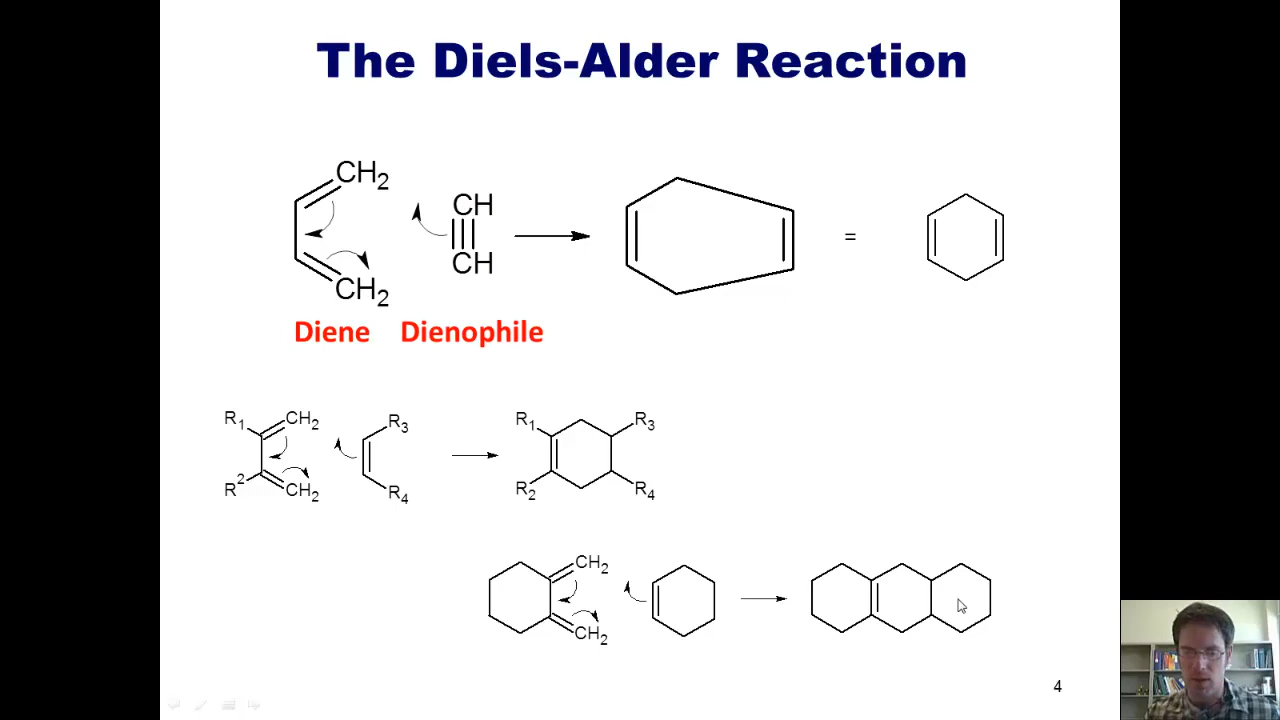 The Diels-Alder Reaction
CH2
CH
CH
CH2
=
Diene Dienophile
R1 CH2 R3
R2 CH2 R4
R1 R3
R2 R4
CH2
CH2
4